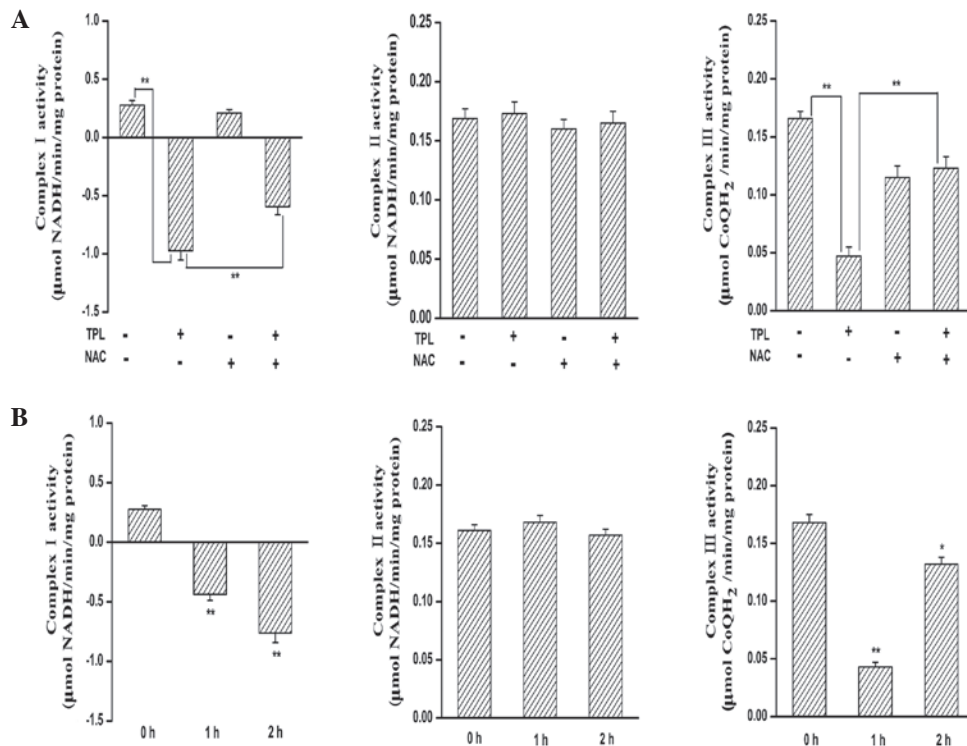 A
Complex I activity
(μmol NADH/min/mg protein)
1.0
0.5
0.0
-0.5
-1.0
-1.5
**
**
TPL - + - +
NAC - - + +
Complex II activity
(μmol NADH/min/mg protein)
0.25
0.20
0.15
0.10
0.05
0.00
TPL - + - +
NAC - - + +
Complex III activity
(μmol CoQH2 /min/mg protein)
0.25
0.20
0.15
0.10
0.05
0.00
** **
TPL - + - +
NAC - - + +
B
Complex I activity
(μmol NADH/min/mg protein)
1.0
0.5
0.0
-0.5
-1.0
-1.5
**
**
0 h 1 h 2 h
Complex II activity
(μmol NADH/min/mg protein)
0.25
0.20
0.15
0.10
0.05
0.00
0 h 1 h 2 h
Complex III activity
(μmol CoQH2 /min/mg protein)
0.25
0.20
0.15
0.10
0.05
0.00
*
**
0 h 1 h 2 h